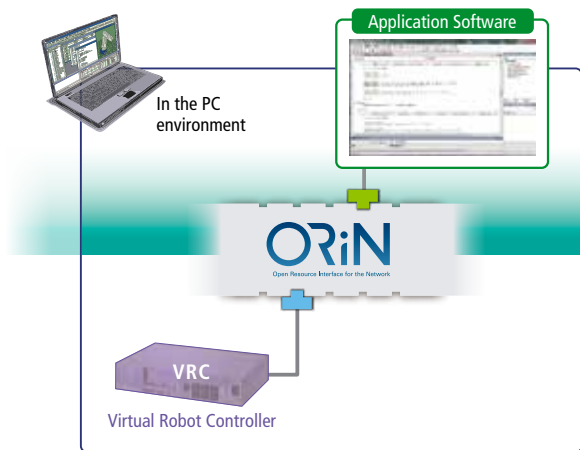 Application Software
In the PC
environment
ORiN
Open Resource Interface for the Network
VRC
Virtual Robot Controller